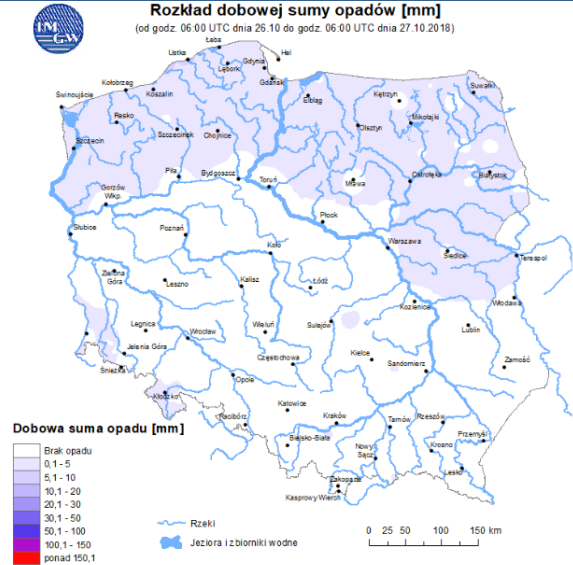 IM
GW
Rozkład dobowej sumy opadów [mm]
(od godz. 06:00 UTC dnia 26.10 do godz. 06:00 UTC dnia 27.10.2018)
Łeba
Ustka
Hel
Gdynia
Lębork
Gdańsk
Kołobrzeg
Koszalin
Świnoujście
Elbląg
Kętrzyn
Suwałki
Resko
Szczecinek
Chojnice
Olsztyn
Mikołajki
Szczecin
Piła
Bydgoszcz
Toruń
Mława
Ostrołęka
Białystok
Gorzów
Wlkp.
Płock
Słubice
Poznań
Koło
Warszawa
Siedlce
Terespol
Zielona
Góra
Leszno
Kalisz
Łódź
Kozienice
Włodawa
Legnica
Wrocław
Wieluń
Sulejów
Lublin
Jelenia Góra
Śnieżka
Częstochowa
Kielce
Sandomierz
Zamość
Kłodzko
Opole
Racibórz
Katowice
Kraków
Tarnów
Rzeszów
Bielsko-Biała
Nowy
Sącz
Krosno
Przemyśl
Lesko
Zakopane
Kasprowy Wierch
Dobowa suma opadu [mm]
Brak opadu
0,1 - 5
5,1 - 10
10,1 - 20
20,1 - 30
30,1 - 50
50,1 - 100
100,1 - 150
ponad 150,1
Rzeki
Jeziora i zbiorniki wodne
0 25 50 100 150 km